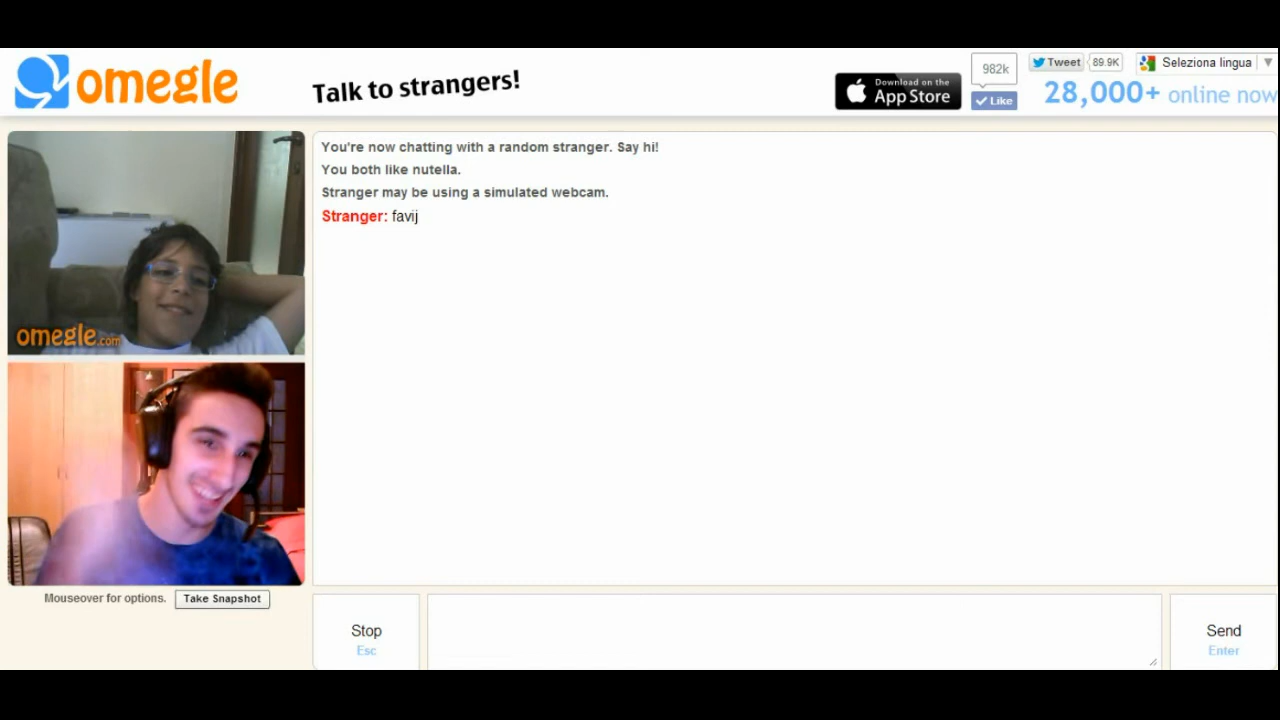 omegle
Talk to strangers!
Download on the
App Store
982k
Like
Tweet
89.9K
Seleziona lingua
28,000+ online now
omegle.com
You're now chatting with a random stranger. Say hi!
You both like nutella.
Stranger may be using a simulated webcam.
Stranger: favij
Mouseover for options.
Take Snapshot
Stop
Esc
Send
Enter